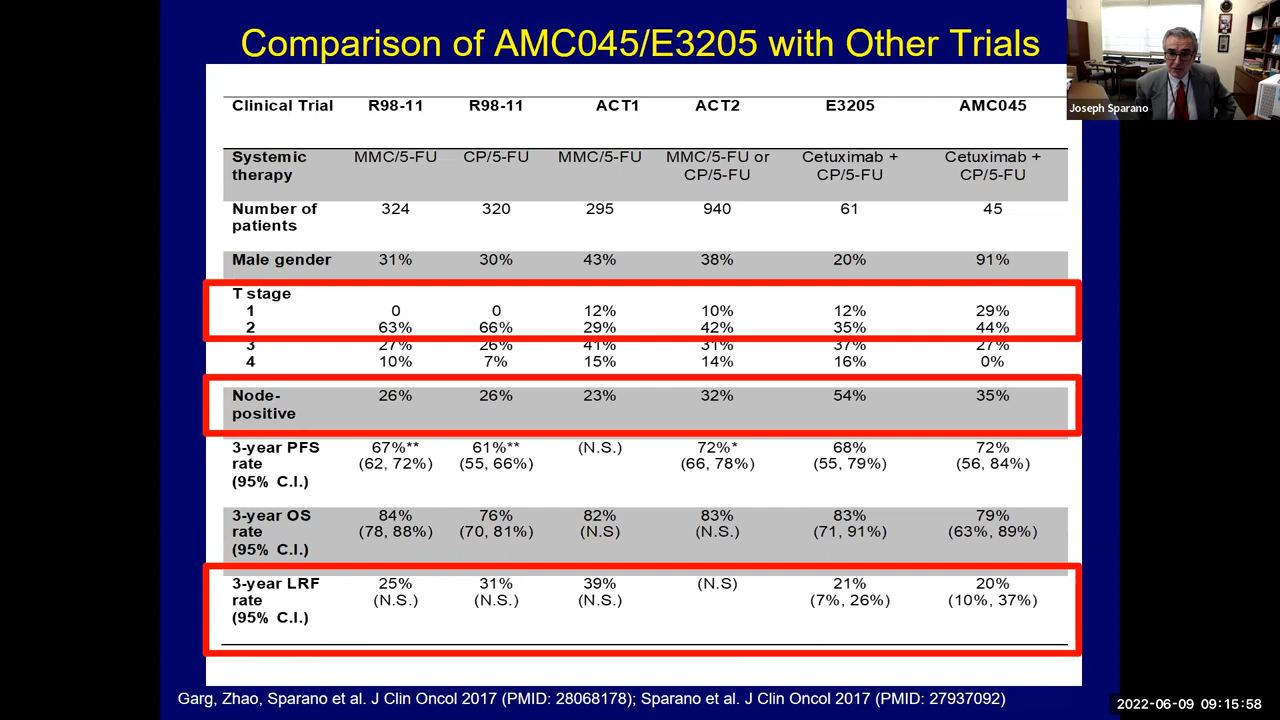 Comparison of AMC045/E3205 with Other Trials
Joseph Sparano
Clinical Trial R98-11 R98-11 ACT1 ACT2 E3205 AMC045
Systemic MMC/5-FU CP/5-FU MMC/5-FU MMC/5-FU or Cetuximab + Cetuximab +
therapy CP/5-FU CP/5-FU CP/5-FU
Number of 324 320 295 940 61 45
patients
Male gender 31% 30% 43% 38% 20% 91%
T stage
1 0 0 12% 10% 12% 29%
2 63% 66% 29% 42% 35% 44%
3 27% 26% 41% 31% 37% 27%
4 10% 7% 15% 14% 16% 0%
Node- 26% 26% 23% 32% 54% 35%
positive
3-year PFS 67%** 61%** (N.S.) 72%* 68% 72%
rate (62, 72%) (55, 66%) (66, 78%) (55, 79%) (56, 84%)
(95% C.I.)
3-year OS 84% 76% 82% 83% 83% 79%
rate (78, 88%) (70, 81%) (N.S) (N.S.) (71, 91%) (63%, 89%)
(95% C.I.)
3-year LRF 25% 31% 39% (N.S) 21% 20%
rate (N.S.) (N.S.) (N.S.) (7%, 26%) (10%, 37%)
(95% C.I.)
Garg, Zhao, Sparano et al. J Clin Oncol 2017 (PMID: 28068178); Sparano et al. J Clin Oncol 2017 (PMID: 27937092)
2022-06-09 09:15:58